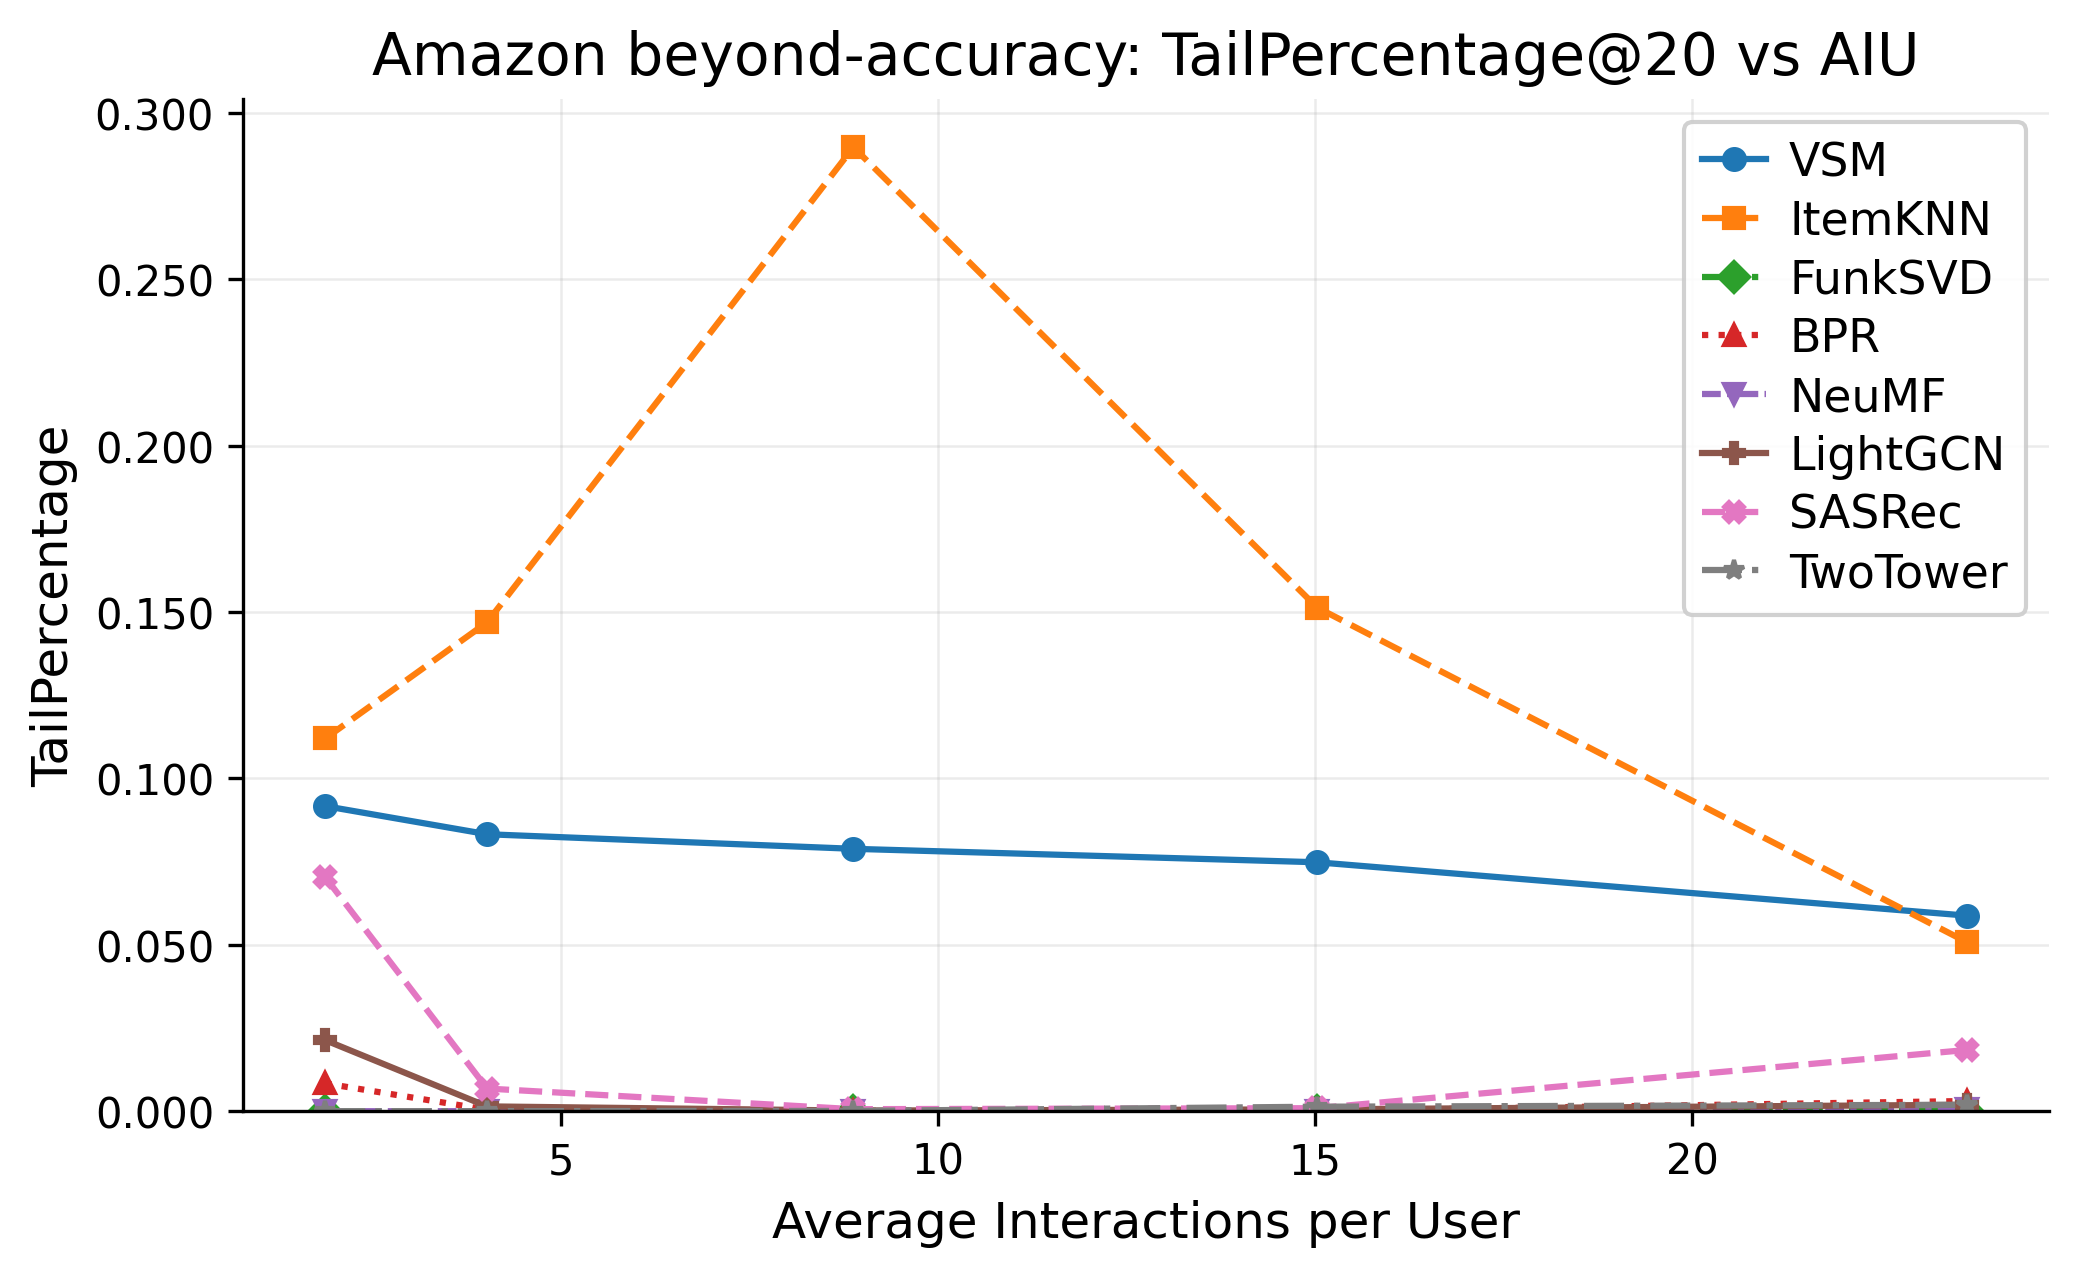 Amazon beyond-accuracy: TailPercentage@20 vs AIU
0.300
0.250
0.200
0.150
0.100
0.050
0.000
TailPercentage
VSM
ItemKNN
FunkSVD
BPR
NeuMF
LightGCN
SASRec
TwoTower
5 10 15 20
Average Interactions per User